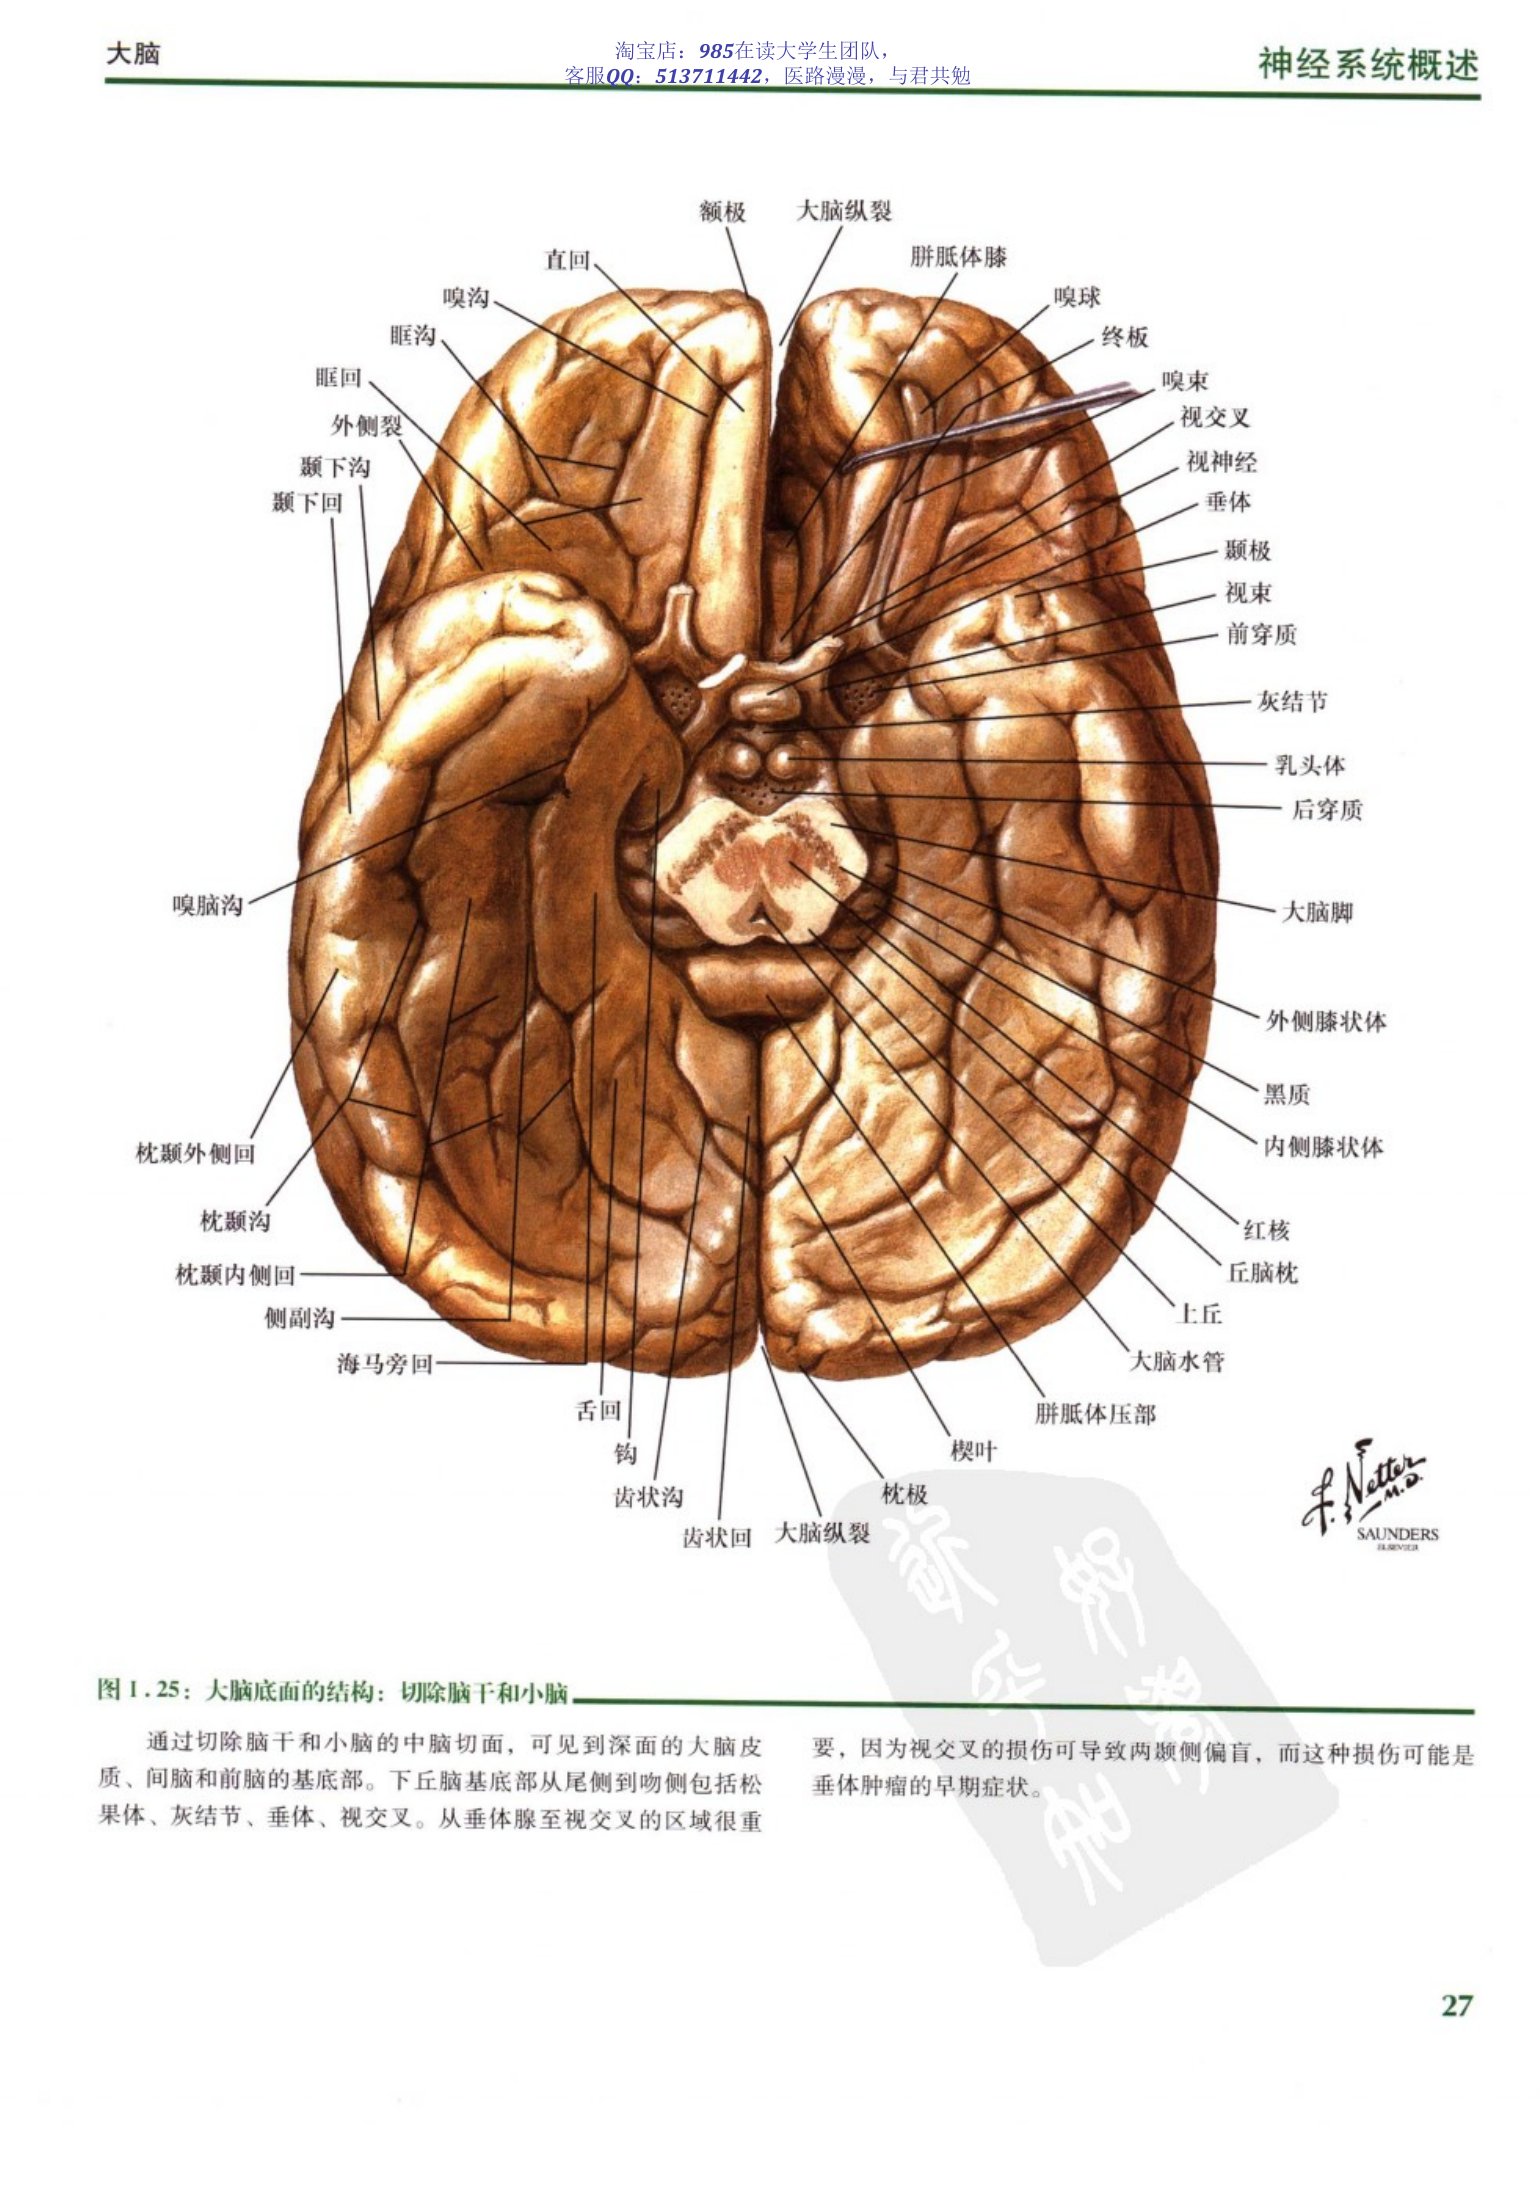 大脑
淘宝店：985在读大学生团队，
客服QQ：513711442，医路漫漫，与君共勉
神经系统概述
额极
大脑纵裂
直回
胼胝体膝
嗅沟
嗅球
眶沟
终板
眶回
嗅束
外侧裂
视交叉
颞下沟
视神经
颞下回
垂体
颞极
视束
前穿质
灰结节
乳头体
后穿质
嗅脑沟
大脑脚
外侧膝状体
黑质
枕颞外侧回
内侧膝状体
枕颞沟
红核
枕颞内侧回
丘脑枕
侧副沟
上丘
海马旁回
大脑水管
舌回
胼胝体压部
钩
楔叶
齿状沟
枕极
齿状回
大脑纵裂
F. Netter
M.D.
SAUNDERS
ELSEVIER
图 I.25：大脑底面的结构：切除脑干和小脑
通过切除脑干和小脑的中脑切面，可见到深面的大脑皮
质、间脑和前脑的基底部。下丘脑基底部从尾侧到吻侧包括松
果体、灰结节、垂体、视交叉。从垂体腺至视交叉的区域很重
要，因为视交叉的损伤可导致两颞侧偏盲，而这种损伤可能是
垂体肿瘤的早期症状。
27